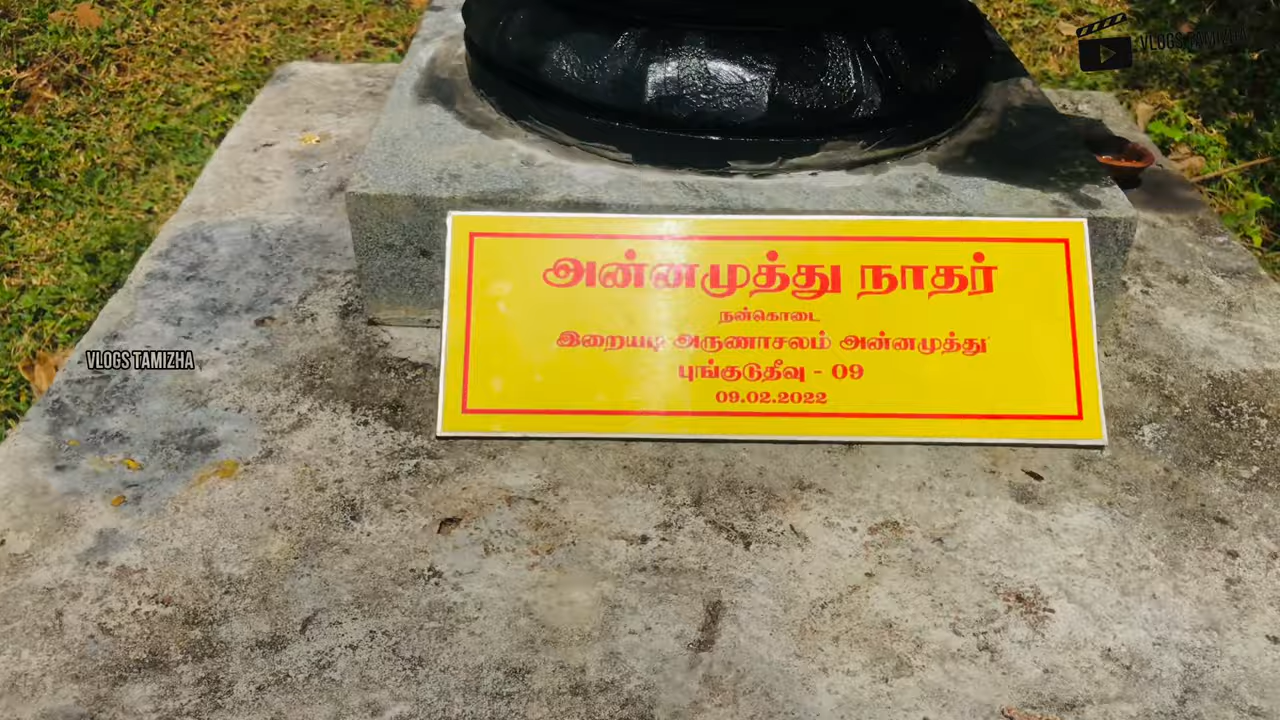 VLOGS TAMIZHA
அன்னமுத்து நாதர்
நன்கொடை
இறையடி அருணாசலம் அன்னமுத்து
புங்குடுதீவு - 09
09.02.2022
VLOGS TAMIZHA